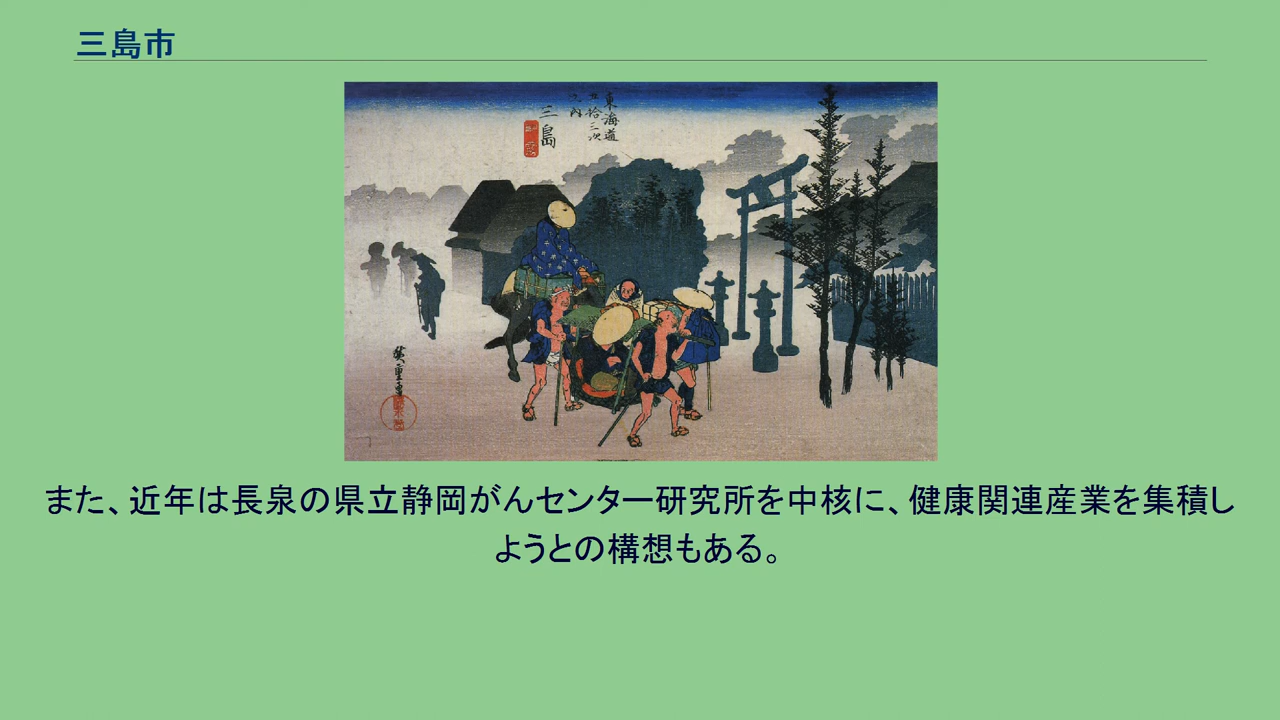 三島市
東海道
五拾三次
之内
三島
廣重畫
また、近年は長泉の県立静岡がんセンター研究所を中核に、健康関連産業を集積し
ようとの構想もある。